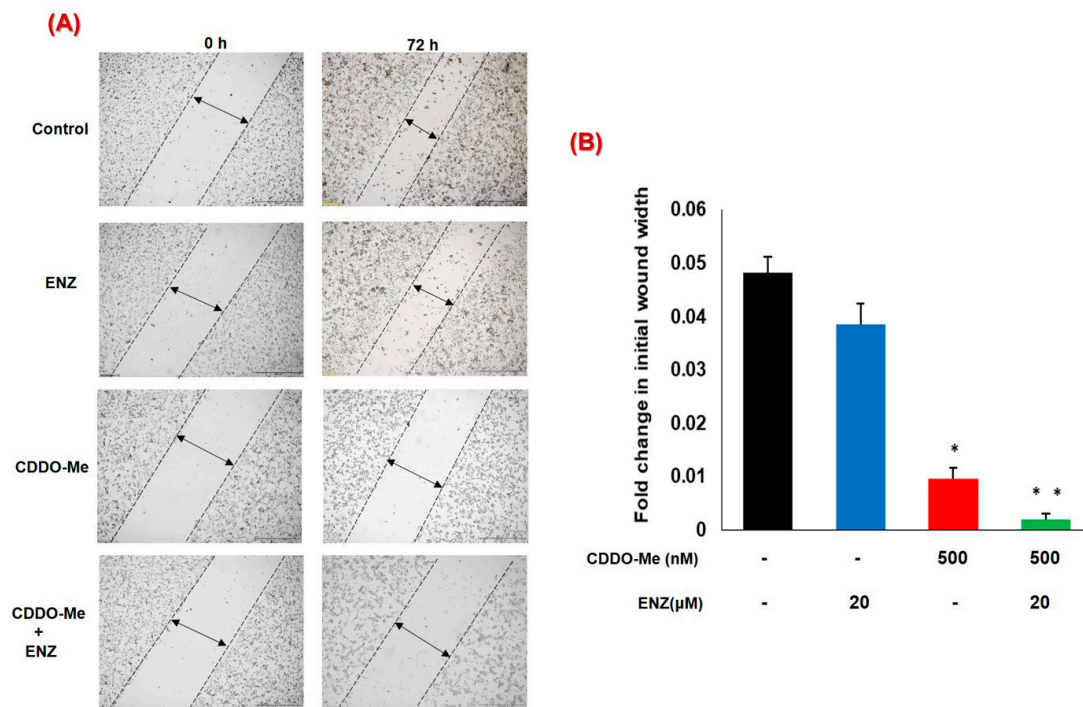 (A)
0 h
72 h
Control
ENZ
CDDO-Me
CDDO-Me
+
ENZ
(B)
Fold change in initial wound width
0.06
0.05
0.04
0.03
0.02
0.01
0
*
* *
CDDO-Me (nM) - - 500 500
ENZ(µM) - 20 - 20